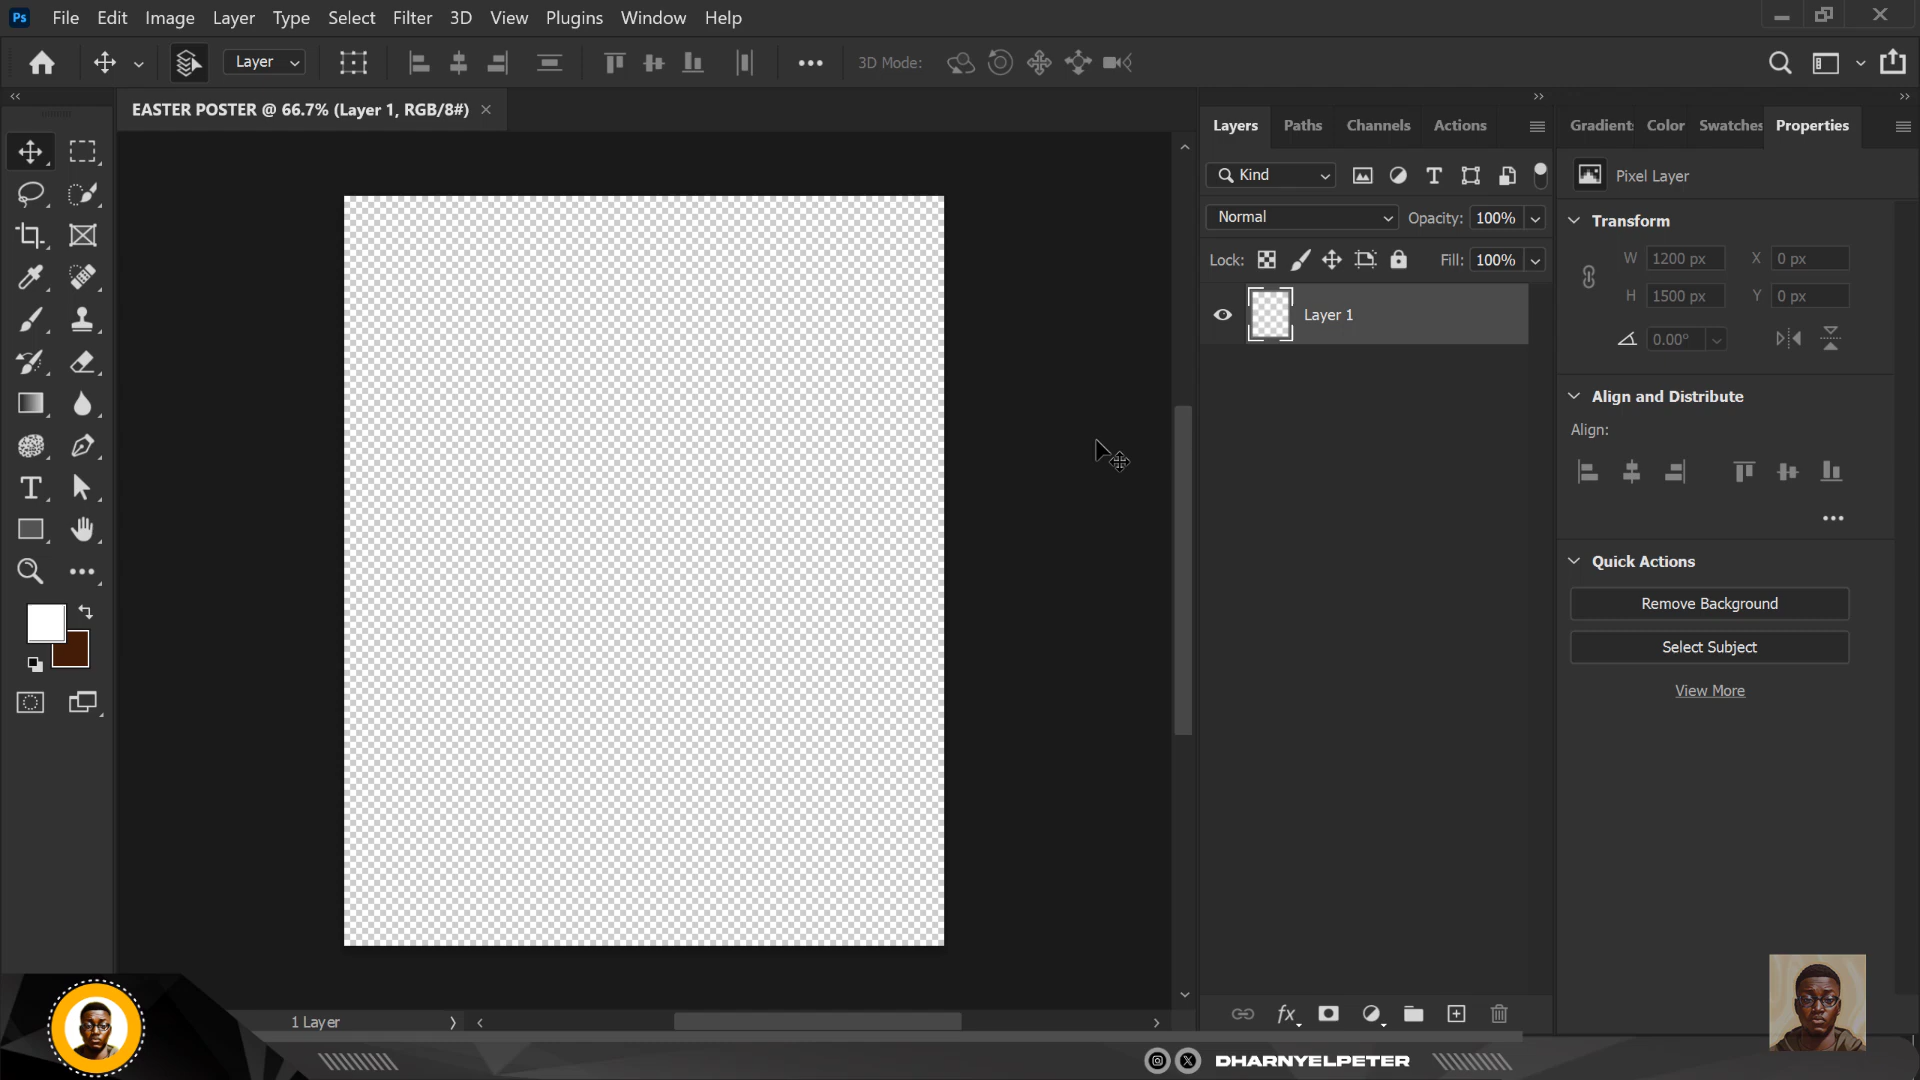 Ps File Edit Image Layer Type Select Filter 3D View Plugins Window Help
Layer 3D Mode:
EASTER POSTER @ 66.7% (Layer 1, RGB/8#)
Layers Paths Channels Actions
Gradient Color Swatches Properties
Kind
Pixel Layer
Normal Opacity: 100%
Transform
Lock: Fill: 100%
W 1200 px X 0 px
H 1500 px Y 0 px
Layer 1
0.00°
Align and Distribute
Align:
Quick Actions
Remove Background
Select Subject
View More
T
1 Layer
fx
DHARNYELPETER